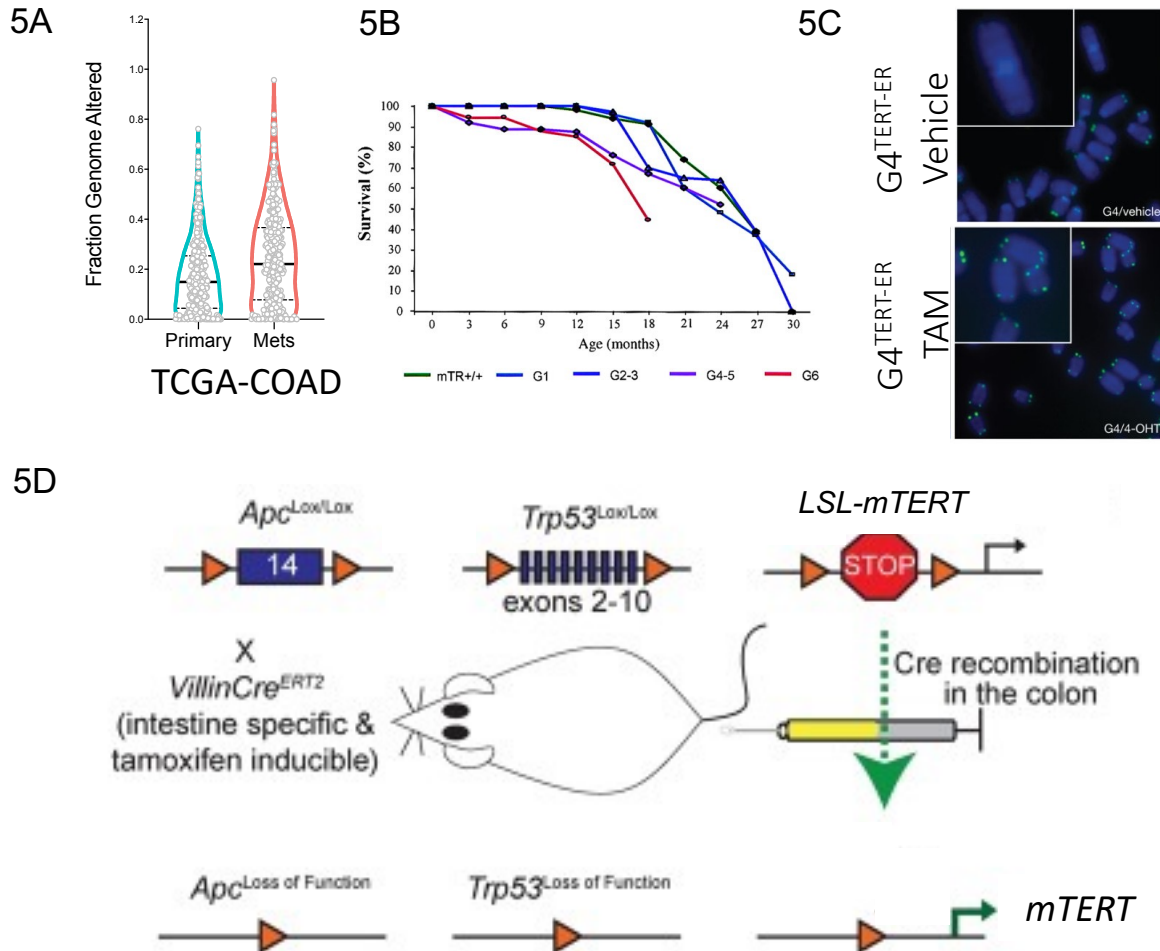 5A
5B
5C
1.2
1.0
0.8
0.6
0.4
0.2
0.0
Fraction Genome Altered
Primary Mets
TCGA-COAD
100
90
80
70
60
50
40
30
20
10
0
Survival (%)
0 3 6 9 12 15 18 21 24 27 30
Age (months)
mTR+/+ G1 G2-3 G4-5 G6
G4TERT-ER
Vehicle
G4/vehicle
G4TERT-ER
TAM
G4/4-OHT
5D
ApcLox/Lox
Trp53Lox/Lox
LSL-mTERT
14
STOP
exons 2-10
X
VillinCreERT2
(intestine specific &
tamoxifen inducible)
Cre recombination
in the colon
ApcLoss of Function
Trp53Loss of Function
mTERT